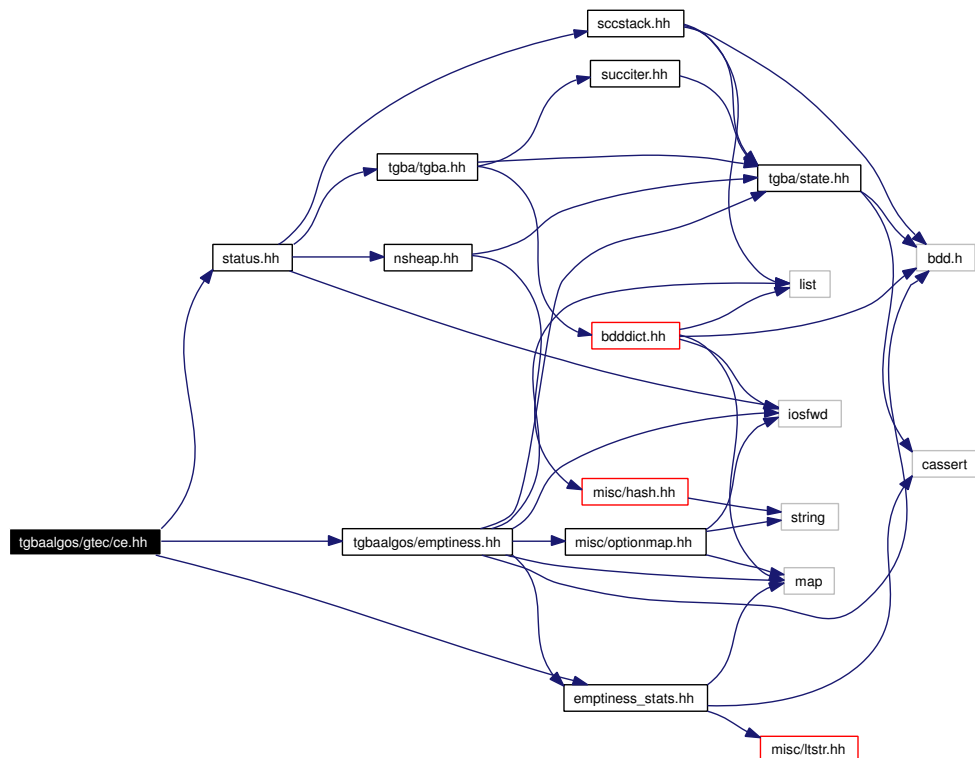 sccstack.hh
succiter.hh
tgba/tgba.hh
tgba/state.hh
status.hh
nsheap.hh
bdd.h
list
bdddict.hh
iosfwd
cassert
misc/hash.hh
string
tgbaalgos/gtec/ce.hh
tgbaalgos/emptiness.hh
misc/optionmap.hh
map
emptiness_stats.hh
misc/ltstr.hh